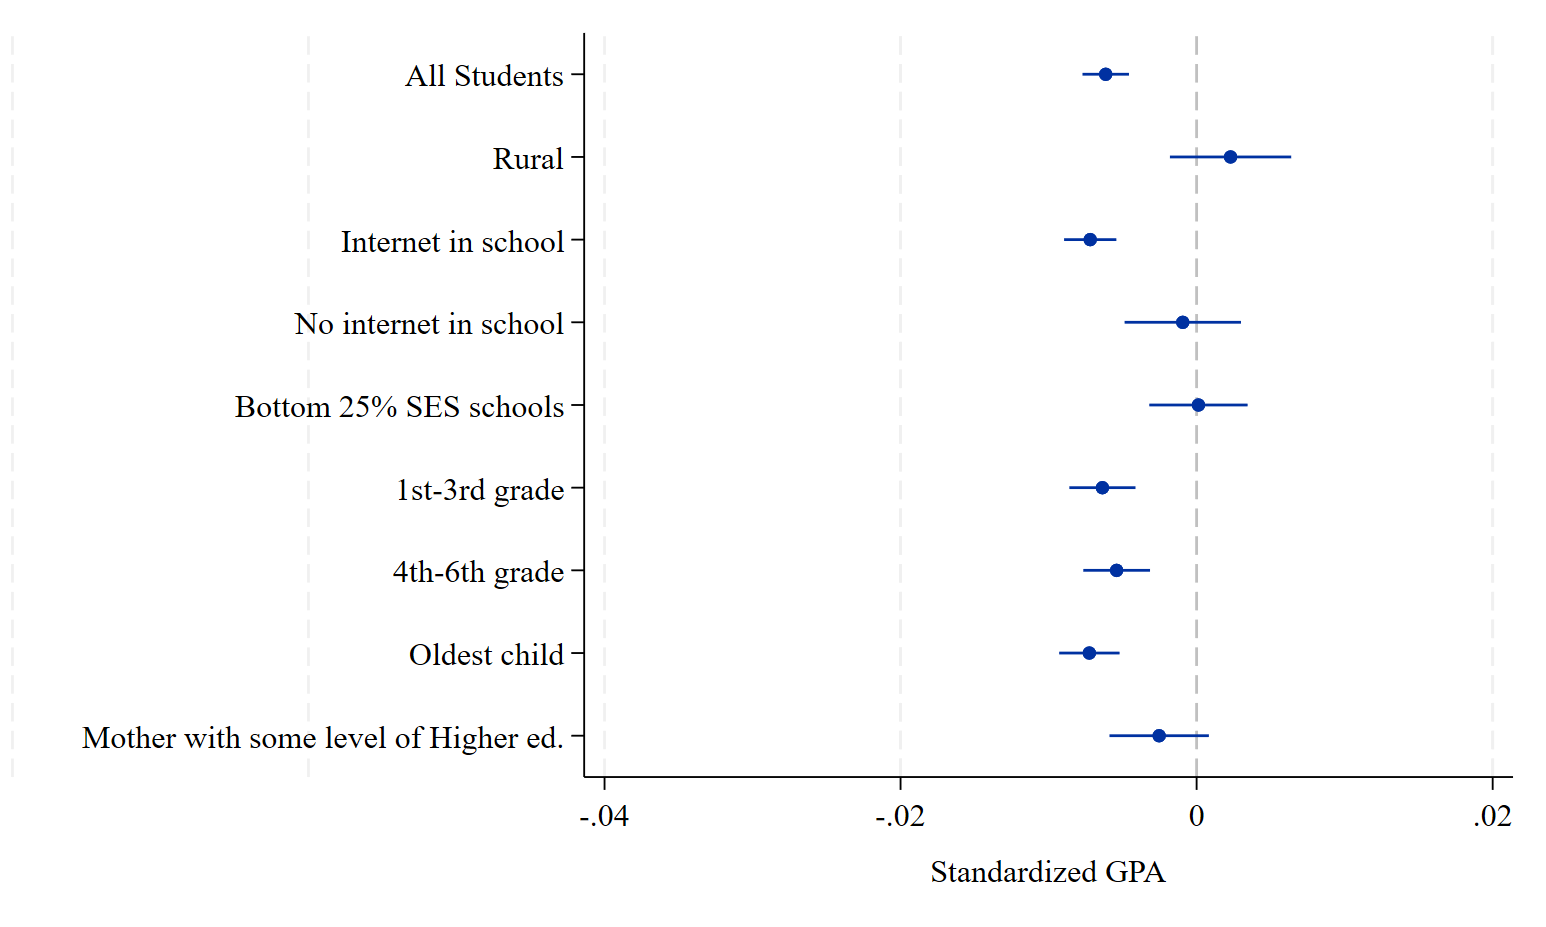 All Students
Rural
Internet in school
No internet in school
Bottom 25% SES schools
1st-3rd grade
4th-6th grade
Oldest child
Mother with some level of Higher ed.
-.04 -.02 0 .02
Standardized GPA